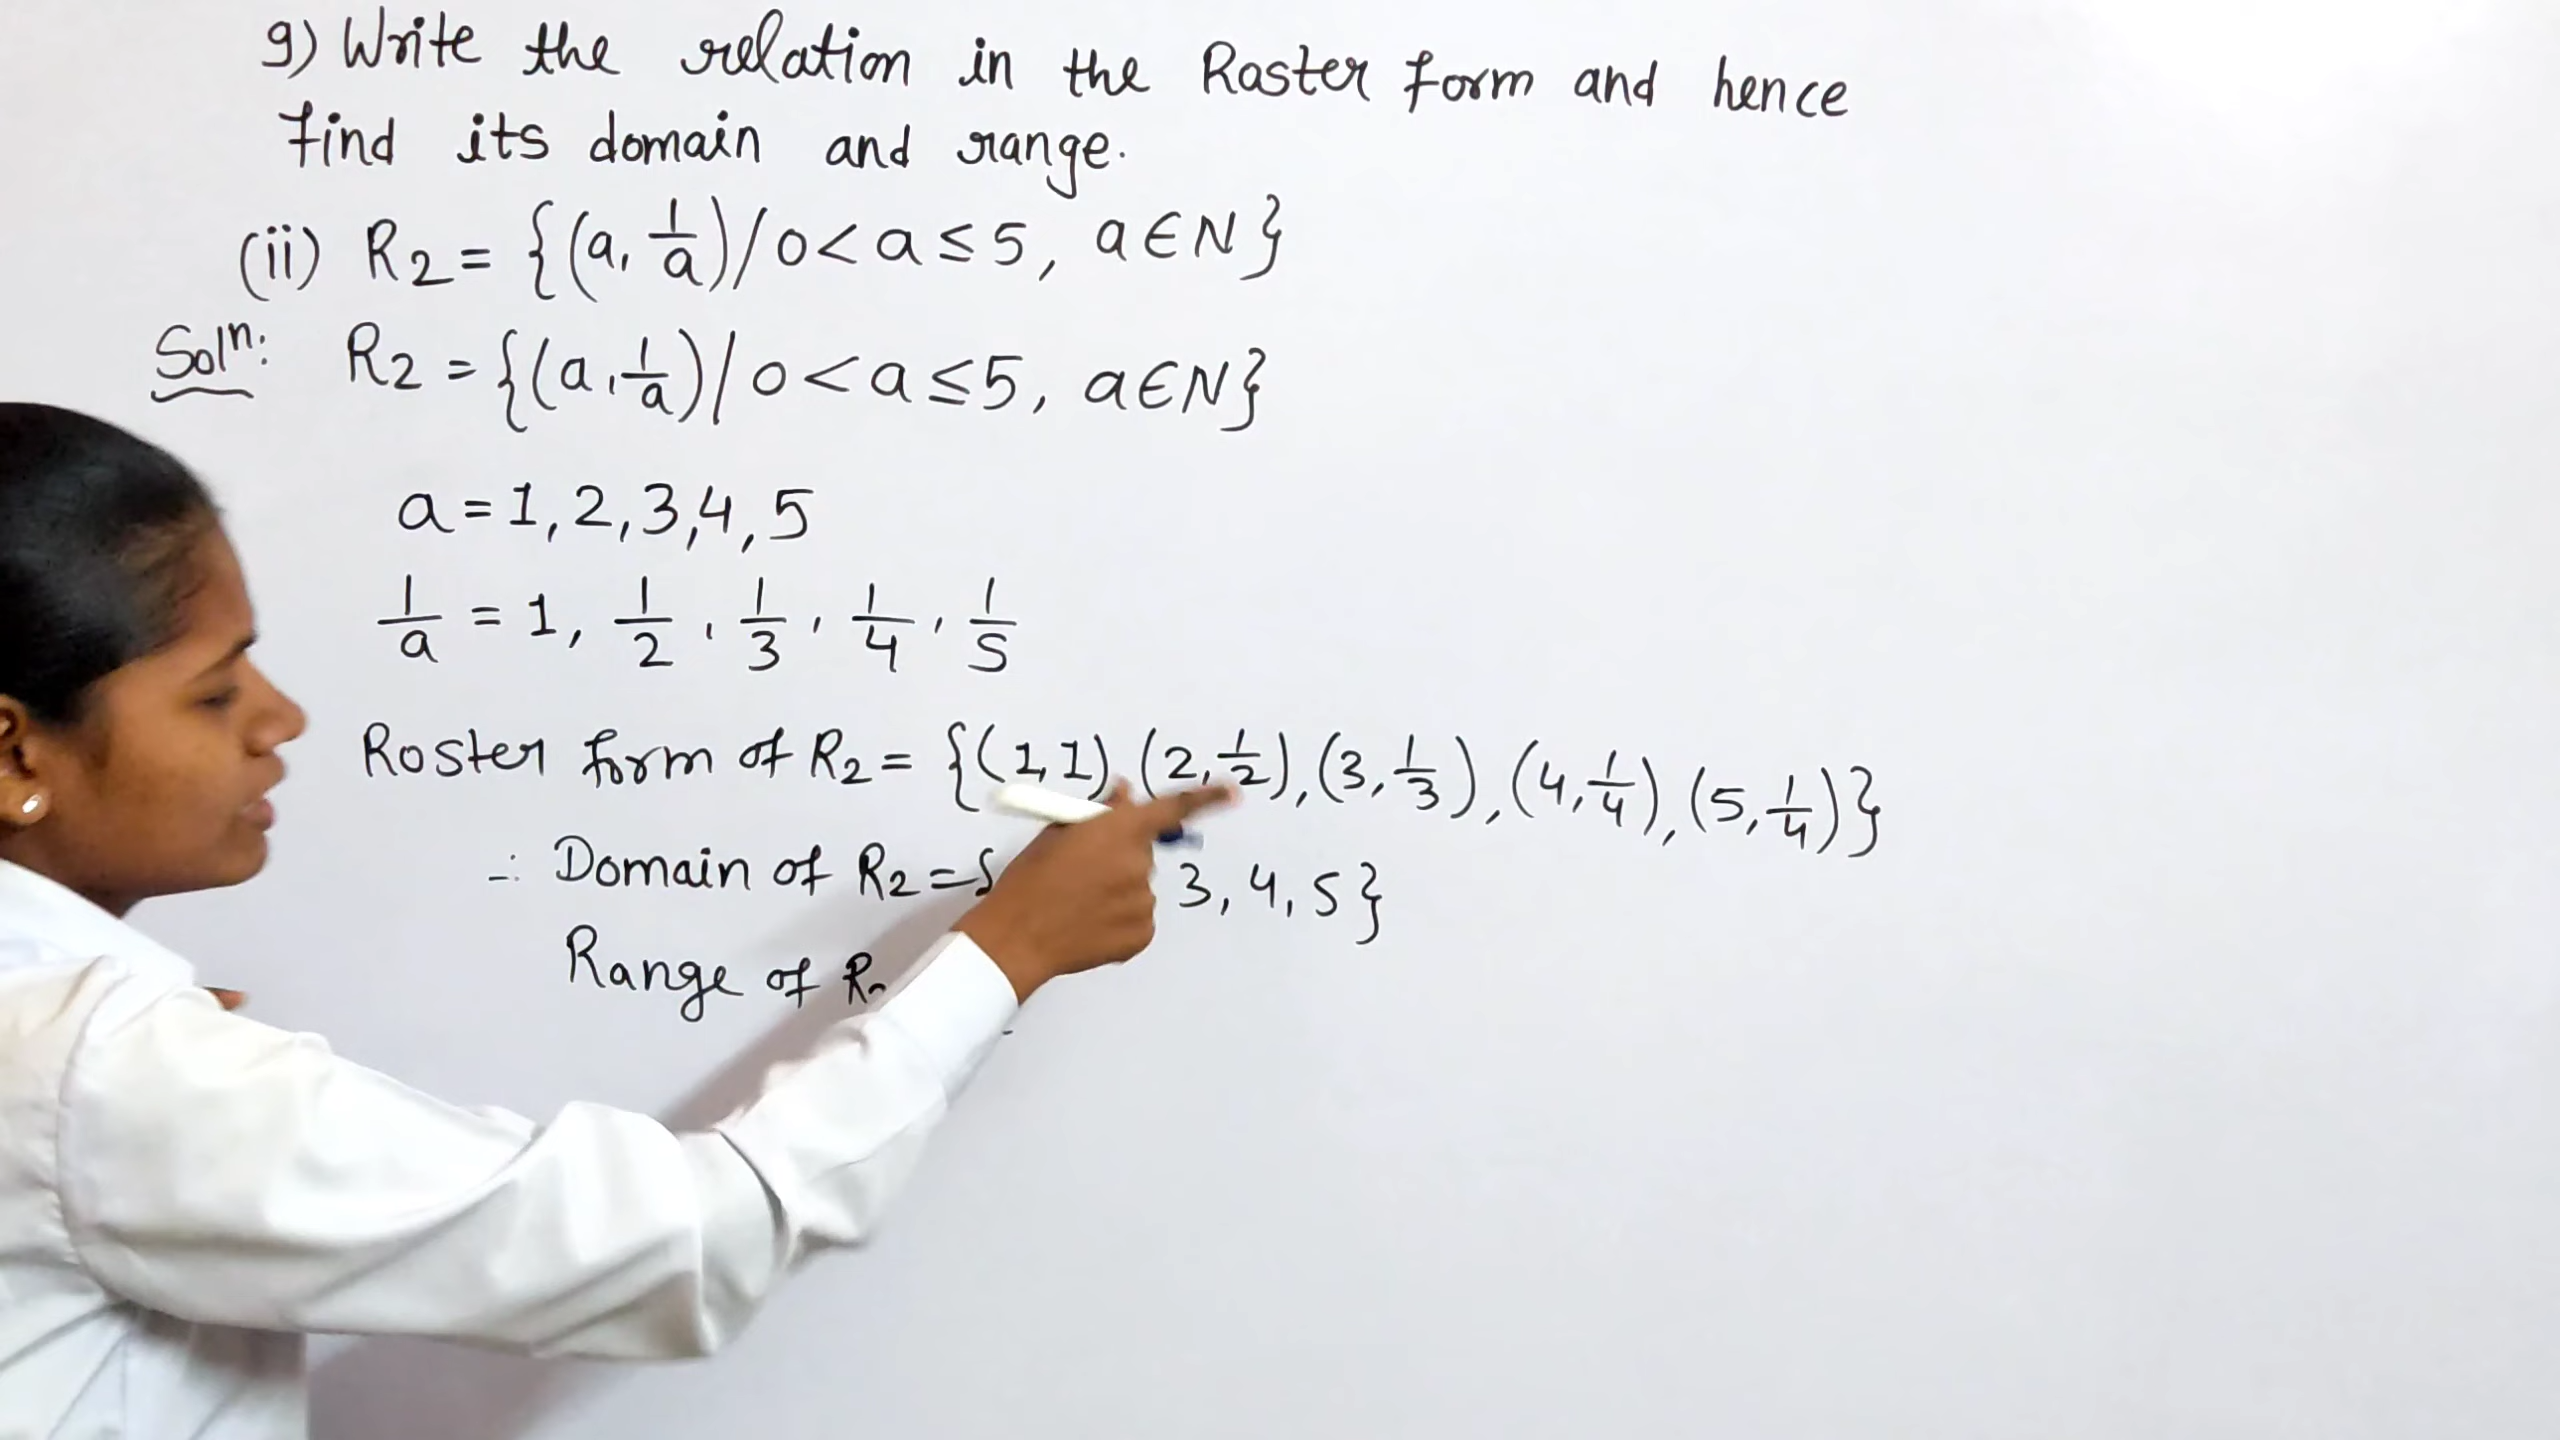 9) Write the relation in the Roster form and hence
find its domain and range.
(ii) R2 = {(a, 1/a) / 0 < a ≤ 5, a ∈ N}
Solⁿ: R2 = {(a, 1/a) / 0 < a ≤ 5, a ∈ N}
a = 1, 2, 3, 4, 5
1/a = 1, 1/2, 1/3, 1/4, 1/5
Roster form of R2 = {(1,1) (2, 1/2), (3, 1/3), (4, 1/4), (5, 1/4)}
∴ Domain of R2 = { 3, 4, 5}
Range of R